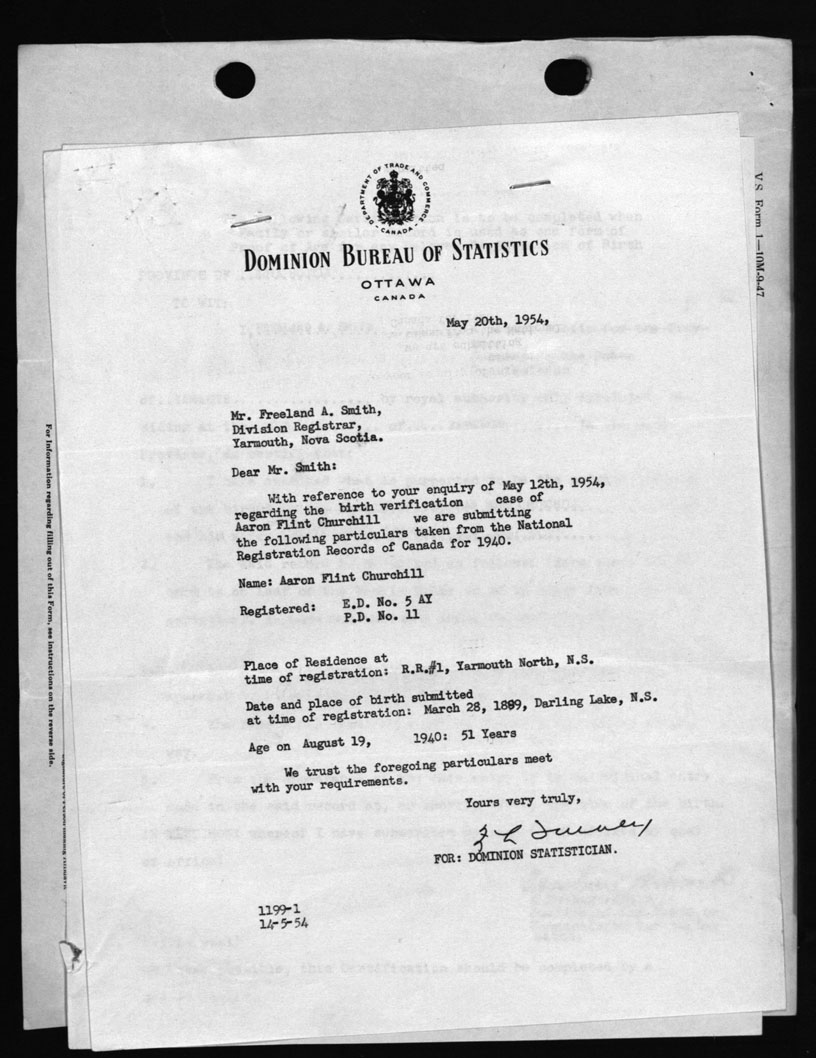 DEPARTMENT OF TRADE AND COMMERCE
CANADA
DOMINION BUREAU OF STATISTICS
OTTAWA
CANADA
May 20th, 1954,
Mr. Freeland A. Smith,
Division Registrar,
Yarmouth, Nova Scotia.
Dear Mr. Smith:
With reference to your enquiry of May 12th, 1954,
regarding the birth verification case of
Aaron Flint Churchill we are submitting
the following particulars taken from the National
Registration Records of Canada for 1940.
Name: Aaron Flint Churchill
Registered: E.D. No. 5 AY
P.D. No. 11
Place of Residence at
time of registration: R.R.#1, Yarmouth North, N.S.
Date and place of birth submitted
at time of registration: March 28, 1889, Darling Lake, N.S.
Age on August 19, 1940: 51 Years
We trust the foregoing particulars meet
with your requirements.
Yours very truly,
FOR: DOMINION STATISTICIAN.
1199-1
14-5-54
V.S. Form 1—10M-9-47
For Information regarding filling out of this Form, see instructions on the reverse side.